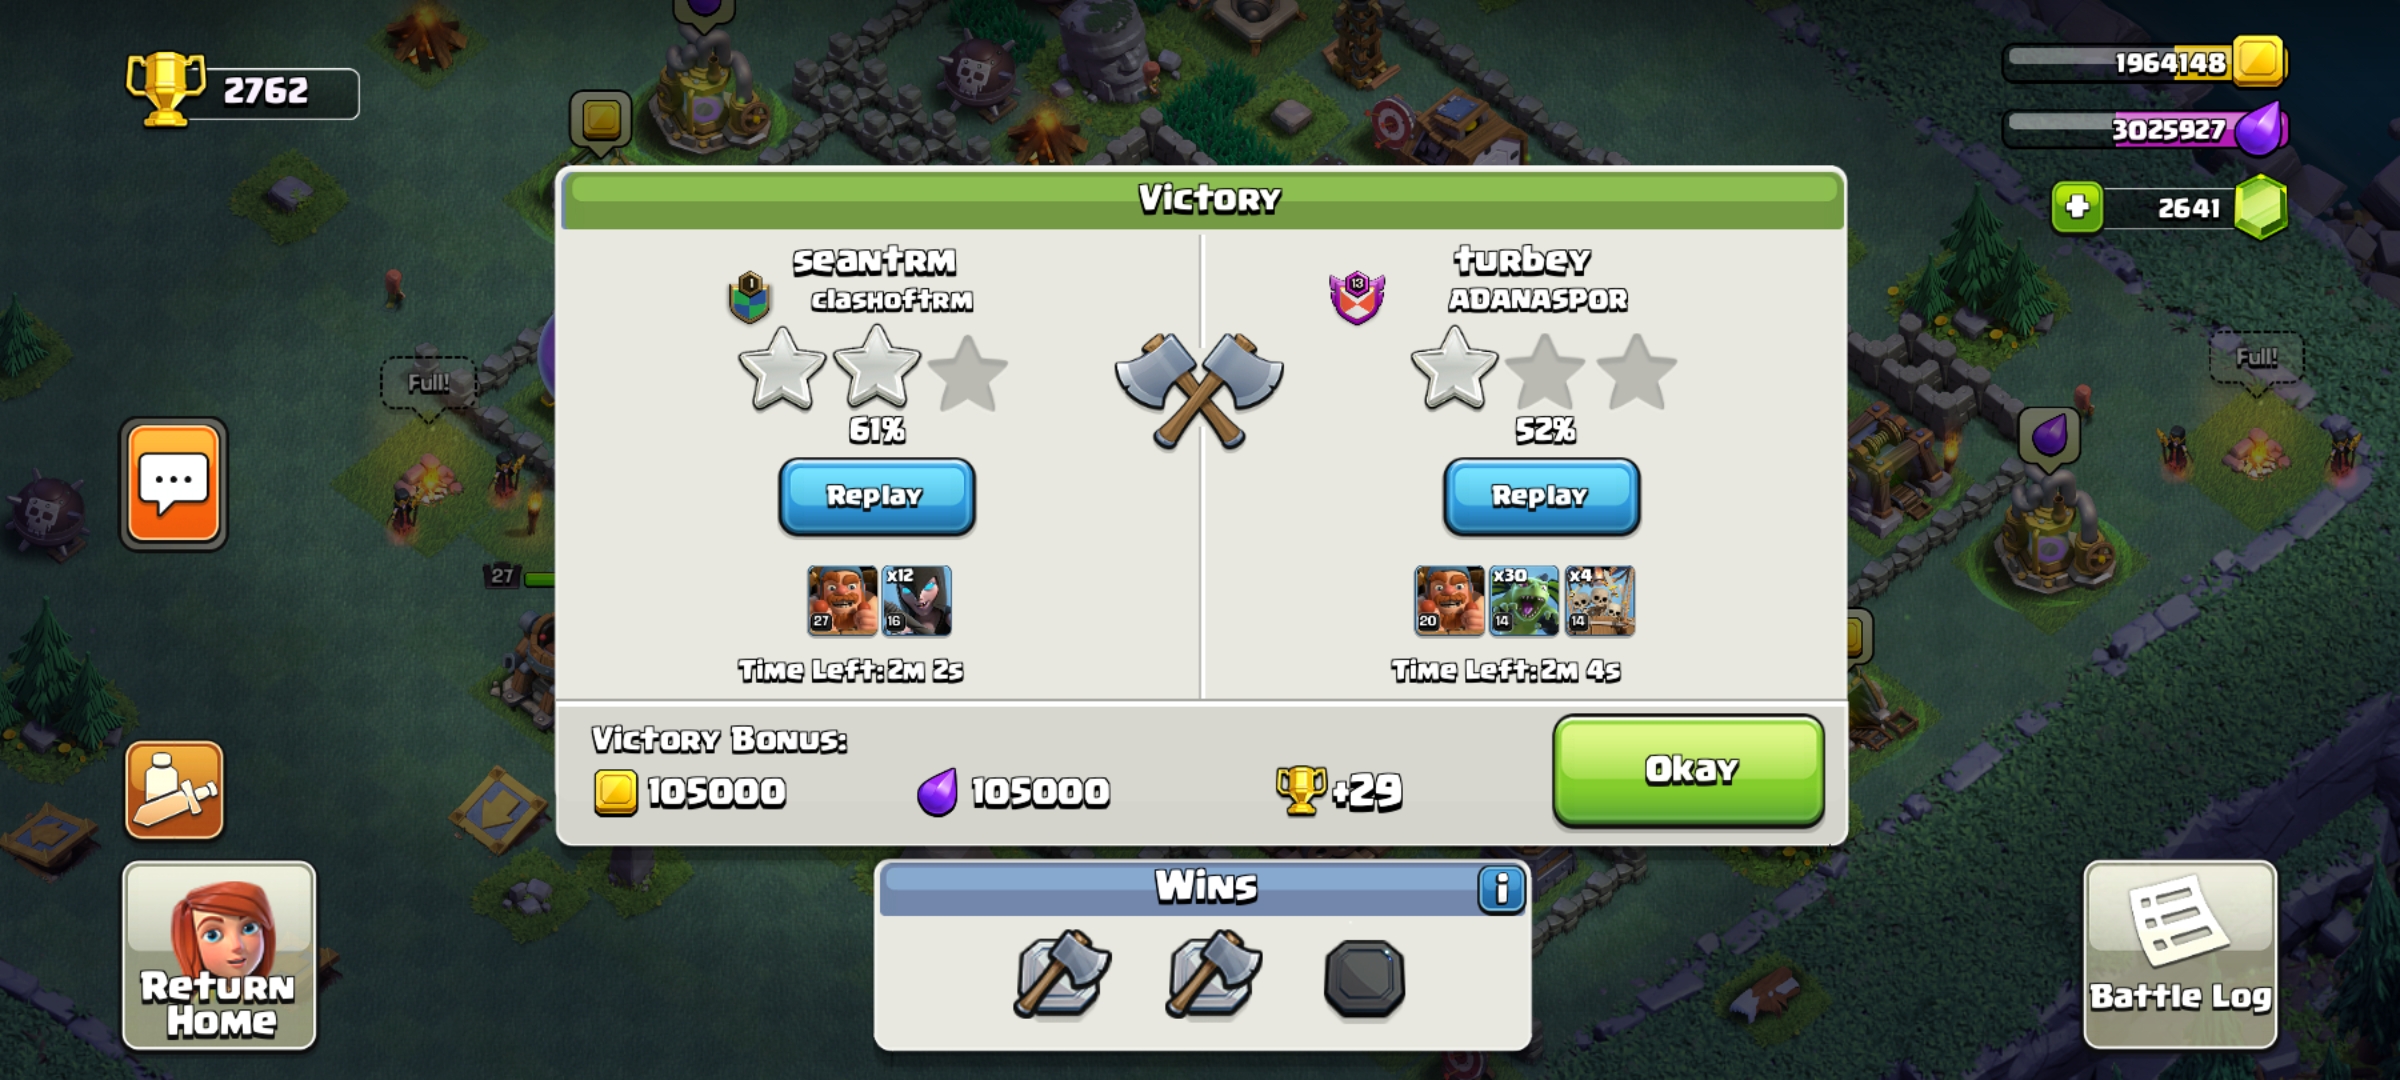 2762
1964148
3025927
2641
Victory
seantrm
clashoftrm
1
turbey
ADANASPOR
13
61%
52%
Replay
Replay
Full!
Full!
27
27
x12
16
20
x30
14
x4
14
Time Left:2m 2s
Time Left:2m 4s
Victory Bonus:
105000
105000
+29
Okay
Wins
i
Return
Home
Battle Log